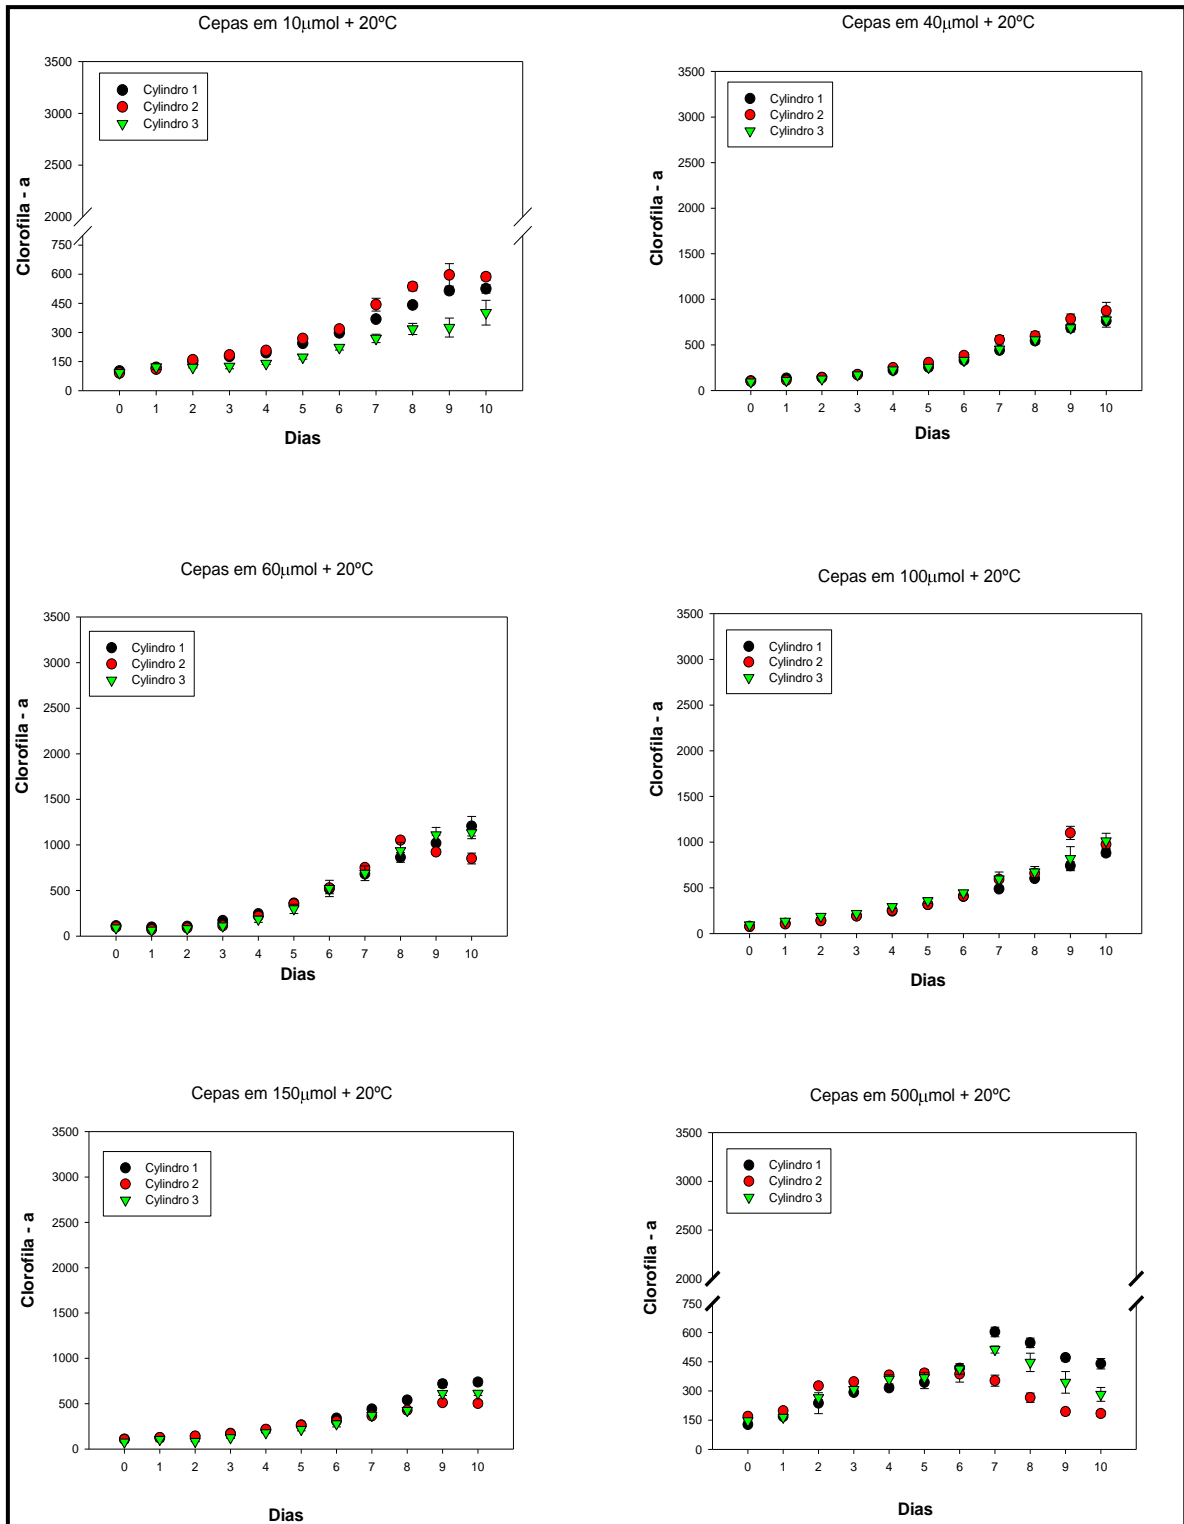 Cepas em 10µmol + 20ºC
3500
3000
2500
2000
750
600
450
300
150
0
Clorofila - a
Cylindro 1
Cylindro 2
Cylindro 3
0 1 2 3 4 5 6 7 8 9 10
Dias
Cepas em 40µmol + 20ºC
3500
3000
2500
2000
1500
1000
500
0
Clorofila - a
Cylindro 1
Cylindro 2
Cylindro 3
0 1 2 3 4 5 6 7 8 9 10
Dias
Cepas em 60µmol + 20ºC
3500
3000
2500
2000
1500
1000
500
0
Clorofila - a
Cylindro 1
Cylindro 2
Cylindro 3
0 1 2 3 4 5 6 7 8 9 10
Dias
Cepas em 100µmol + 20ºC
3500
3000
2500
2000
1500
1000
500
0
Clorofila - a
Cylindro 1
Cylindro 2
Cylindro 3
0 1 2 3 4 5 6 7 8 9 10
Dias
Cepas em 150µmol + 20ºC
3500
3000
2500
2000
1500
1000
500
0
Clorofila - a
Cylindro 1
Cylindro 2
Cylindro 3
0 1 2 3 4 5 6 7 8 9 10
Dias
Cepas em 500µmol + 20ºC
3500
3000
2500
2000
750
600
450
300
150
0
Clorofila - a
Cylindro 1
Cylindro 2
Cylindro 3
0 1 2 3 4 5 6 7 8 9 10
Dias